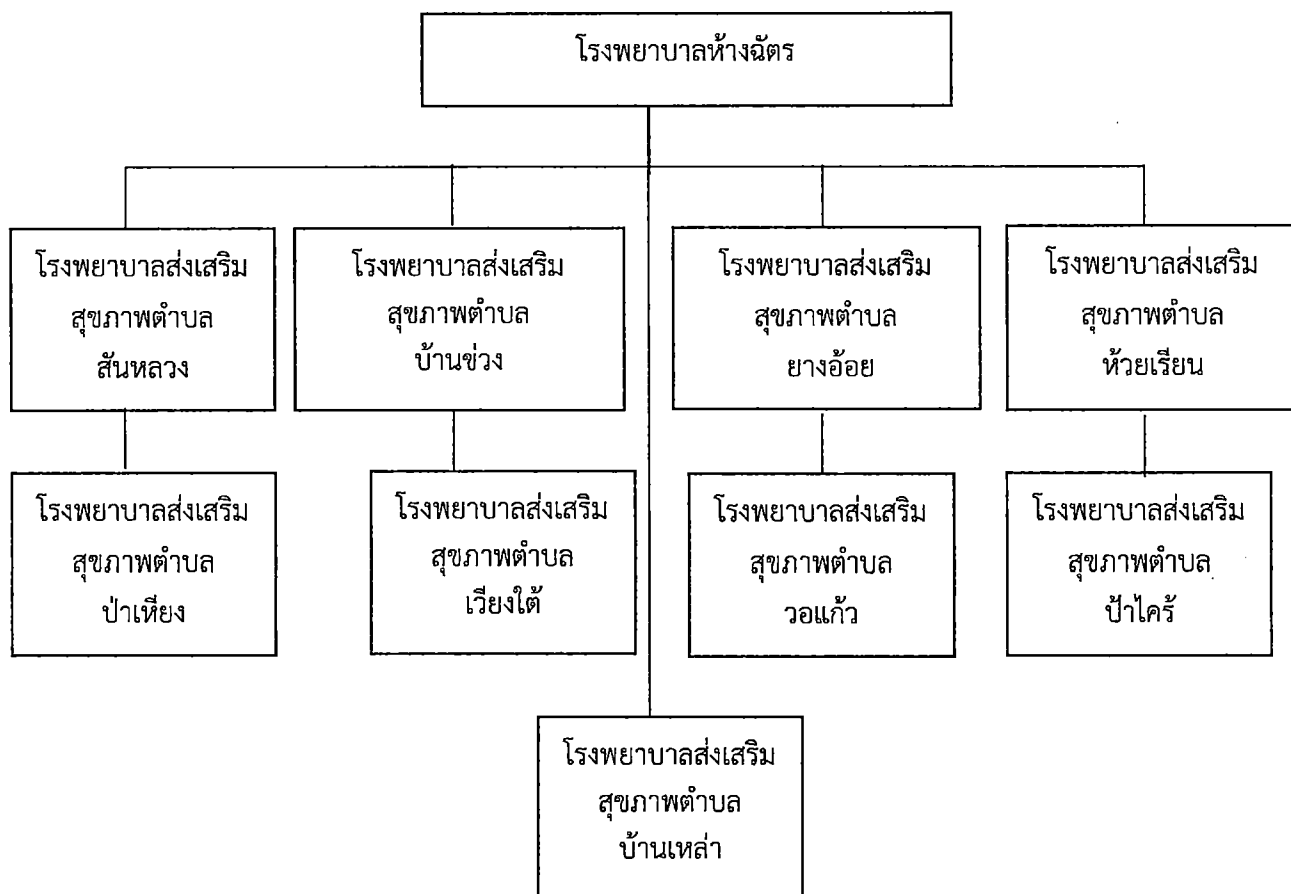 โรงพยาบาลห้างฉัตร
โรงพยาบาลส่งเสริม
สุขภาพตำบล
สันหลวง
โรงพยาบาลส่งเสริม
สุขภาพตำบล
บ้านข่วง
โรงพยาบาลส่งเสริม
สุขภาพตำบล
ยางอ้อย
โรงพยาบาลส่งเสริม
สุขภาพตำบล
ห้วยเรียน
โรงพยาบาลส่งเสริม
สุขภาพตำบล
ป่าเหียง
โรงพยาบาลส่งเสริม
สุขภาพตำบล
เวียงใต้
โรงพยาบาลส่งเสริม
สุขภาพตำบล
วอแก้ว
โรงพยาบาลส่งเสริม
สุขภาพตำบล
ป้าไคร้
โรงพยาบาลส่งเสริม
สุขภาพตำบล
บ้านเหล่า